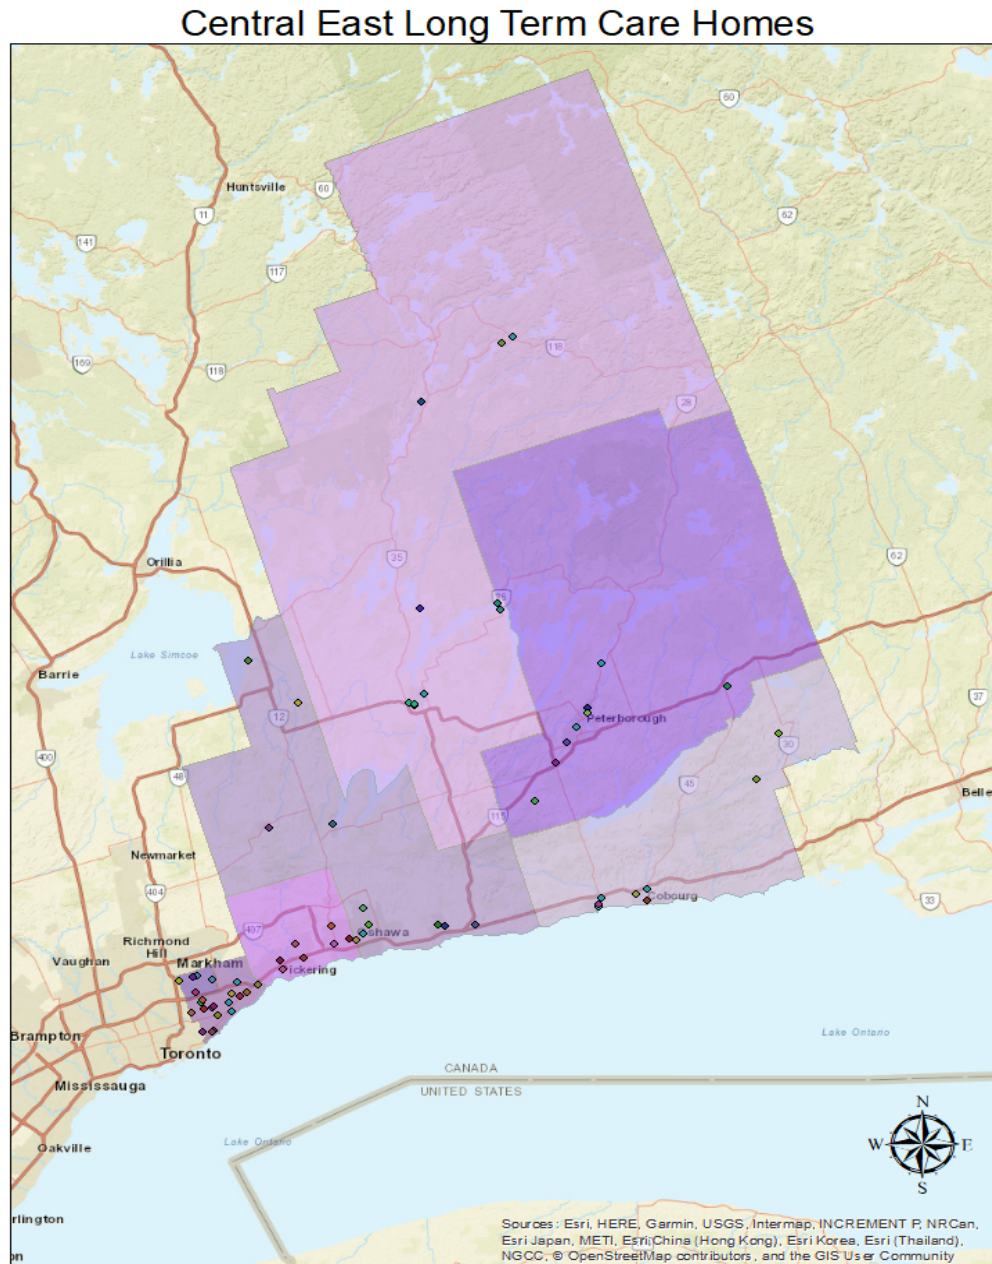 Central East Long Term Care Homes
60
Huntsville
60
11
62
141
117
118
169
118
28
35
62
Orillia
28
Lake Simcoe
Barrie
37
12
Peterborough
30
400
48
45
Belle
115
Newmarket
404
Cobourg
33
407
shawa
Richmond
Hill
Vaughan
Markham
ickering
Brampton
Lake Ontario
Toronto
CANADA
Mississauga
UNITED STATES
N
Lake Ontario
W
E
Oakville
S
rlington
on
Sources: Esri, HERE, Garmin, USGS, Intermap, INCREMENT P, NRCan,
Esri Japan, METI, Esri China (Hong Kong), Esri Korea, Esri (Thailand),
NGCC, © OpenStreetMap contributors, and the GIS User Community